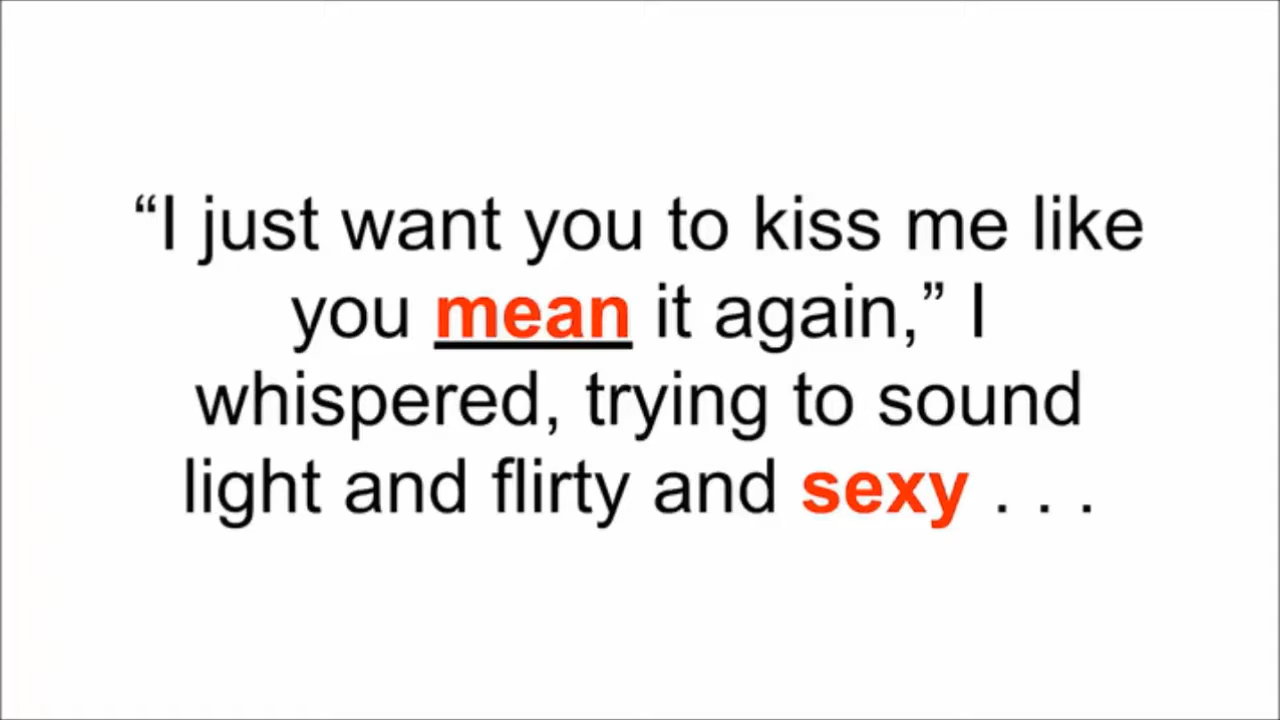 “I just want you to kiss me like
you mean it again,” I
whispered, trying to sound
light and flirty and sexy . . .